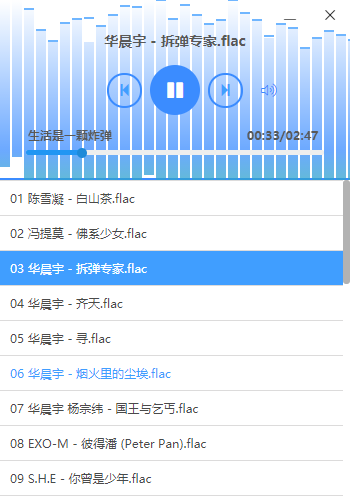 华晨宇 - 拆弹专家.flac
生活是一颗炸弹 00:33/02:47
01 陈雪凝 - 白山茶.flac
02 冯提莫 - 佛系少女.flac
03 华晨宇 - 拆弹专家.flac
04 华晨宇 - 齐天.flac
05 华晨宇 - 寻.flac
06 华晨宇 - 烟火里的尘埃.flac
07 华晨宇 杨宗纬 - 国王与乞丐.flac
08 EXO-M - 彼得潘 (Peter Pan).flac
09 S.H.E - 你曾是少年.flac